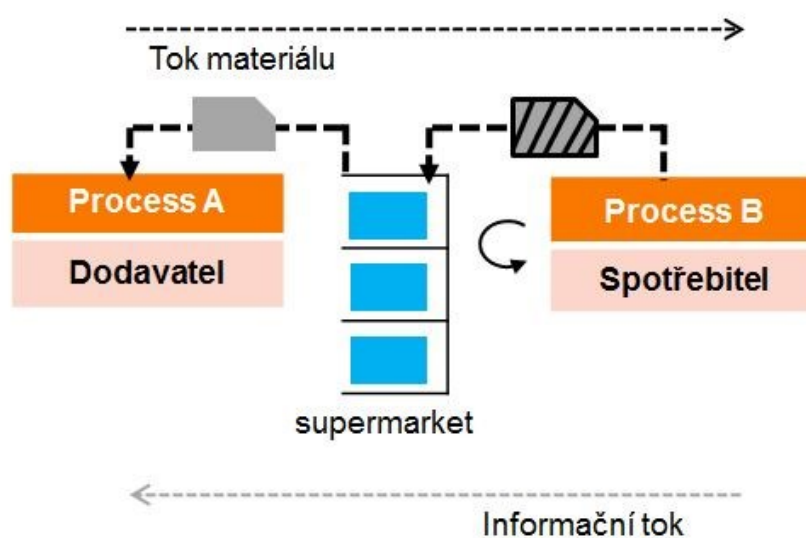 Tok materiálu
Process A
Process B
Dodavatel
Spotřebitel
supermarket
Informační tok